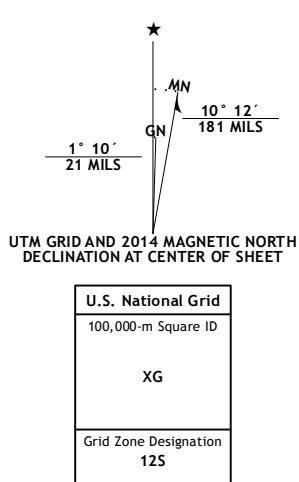 ★
MN
GN
10° 12´
181 MILS
1° 10´
21 MILS
UTM GRID AND 2014 MAGNETIC NORTH
DECLINATION AT CENTER OF SHEET
U.S. National Grid
100,000-m Square ID
XG
Grid Zone Designation
12S